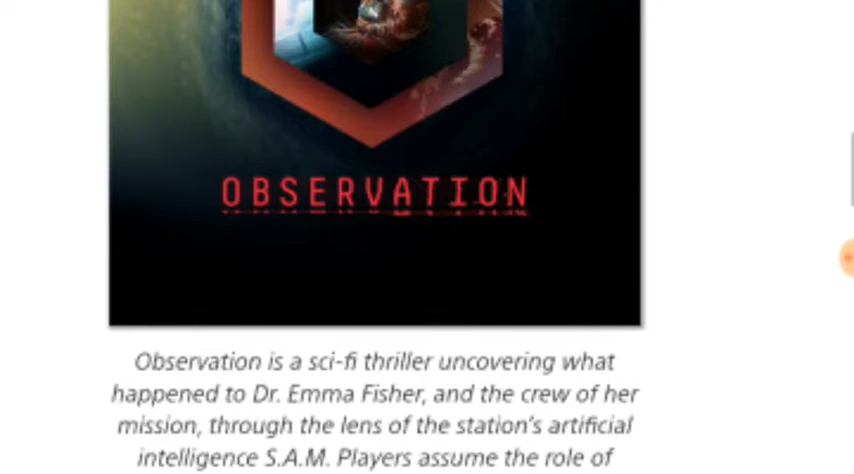 OBSERVATION
Observation is a sci-fi thriller uncovering what
happened to Dr. Emma Fisher, and the crew of her
mission, through the lens of the station's artificial
intelligence S.A.M. Players assume the role of